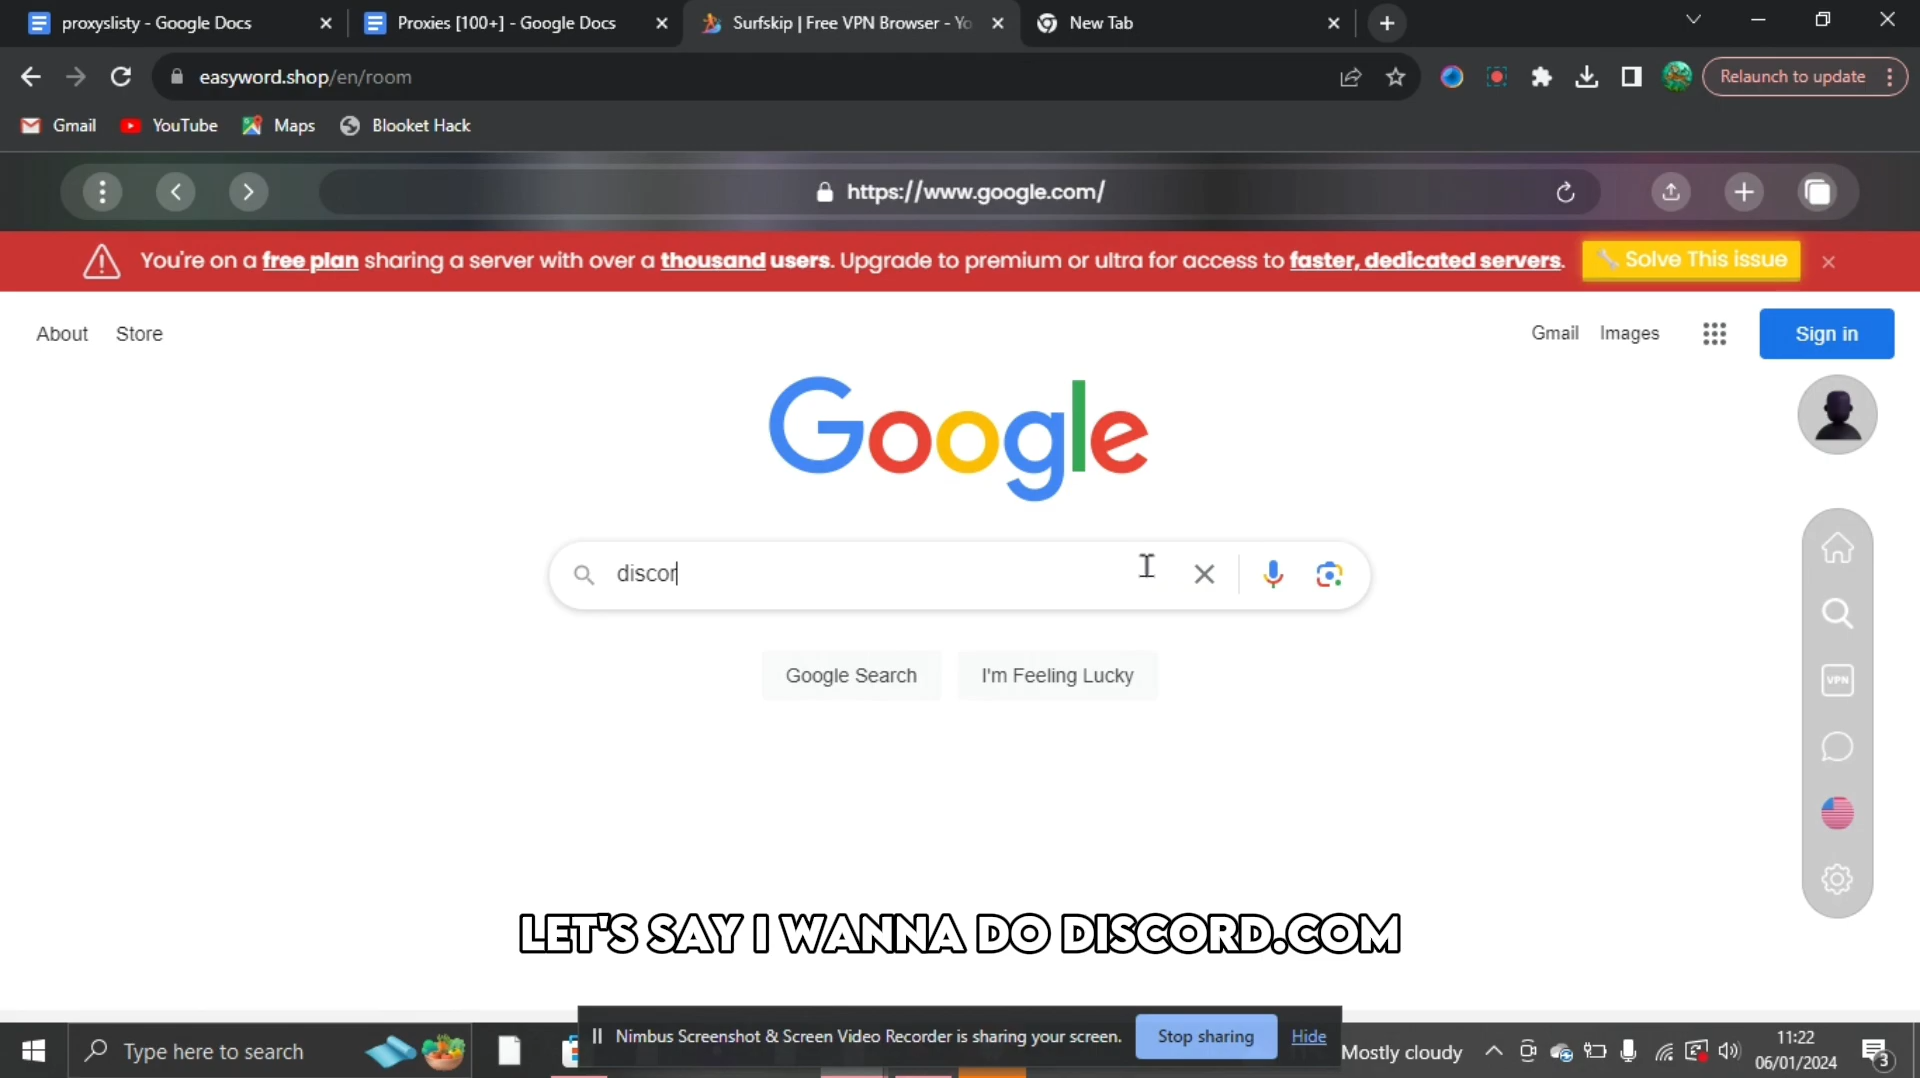 proxyslisty - Google Docs
Proxies [100+] - Google Docs
Surfskip | Free VPN Browser - Yo
New Tab
easyword.shop/en/room
Relaunch to update
Gmail
YouTube
Maps
Blooket Hack
https://www.google.com/
You're on a free plan sharing a server with over a thousand users. Upgrade to premium or ultra for access to faster, dedicated servers.
Solve This issue
About
Store
Gmail
Images
Sign in
Google
discor
VPN
Google Search
I'm Feeling Lucky
LET'S SAY I WANNA DO DISCORD.COM
Nimbus Screenshot & Screen Video Recorder is sharing your screen.
Stop sharing
Hide
Type here to search
Mostly cloudy
11:22
06/01/2024
3